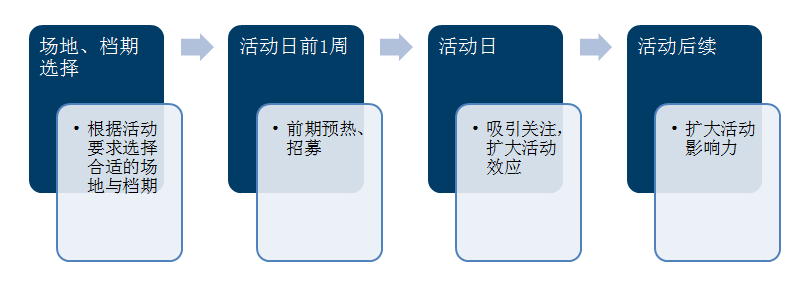 场地、档期
选择
• 根据活动
要求选择
合适的场
地与档期
活动日前1周
• 前期预热、
招募
活动日
• 吸引关注，
扩大活动
效应
活动后续
• 扩大活动
影响力